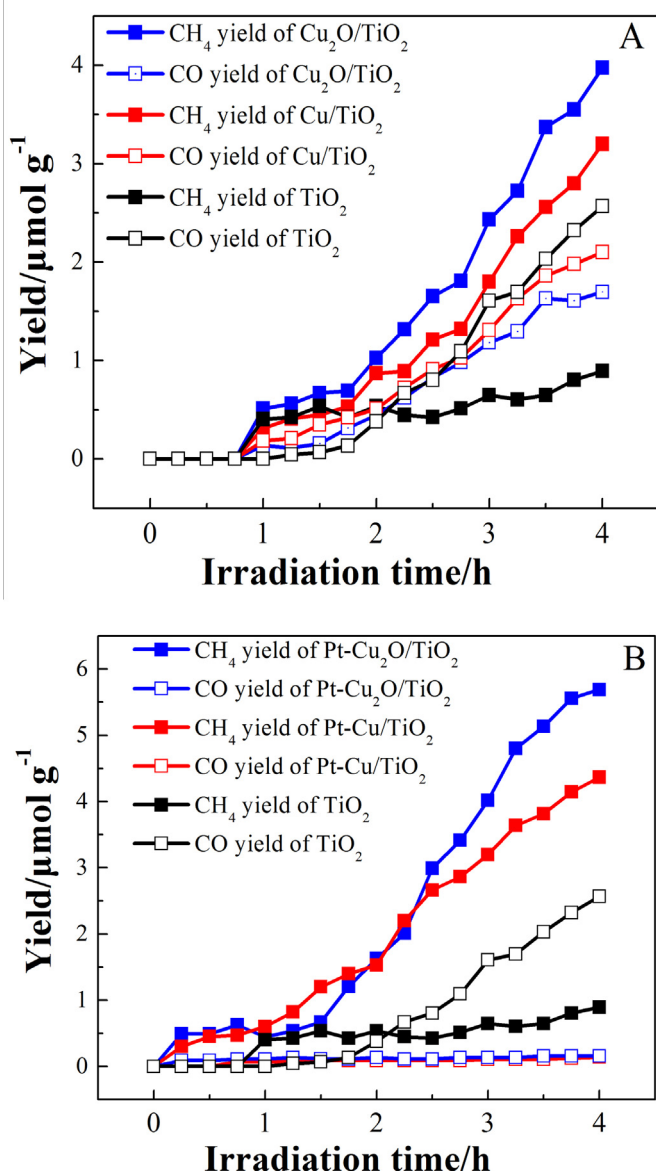 A
CH₄ yield of Cu₂O/TiO₂
CO yield of Cu₂O/TiO₂
CH₄ yield of Cu/TiO₂
CO yield of Cu/TiO₂
CH₄ yield of TiO₂
CO yield of TiO₂
4
3
2
1
0
Yield/μmol g⁻¹
0 1 2 3 4
Irradiation time/h
B
CH₄ yield of Pt-Cu₂O/TiO₂
CO yield of Pt-Cu₂O/TiO₂
CH₄ yield of Pt-Cu/TiO₂
CO yield of Pt-Cu/TiO₂
CH₄ yield of TiO₂
CO yield of TiO₂
6
5
4
3
2
1
0
Yield/μmol g⁻¹
0 1 2 3 4
Irradiation time/h